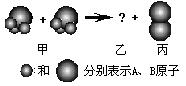 + ? +
甲 乙 丙
和 分别表示A、B原子